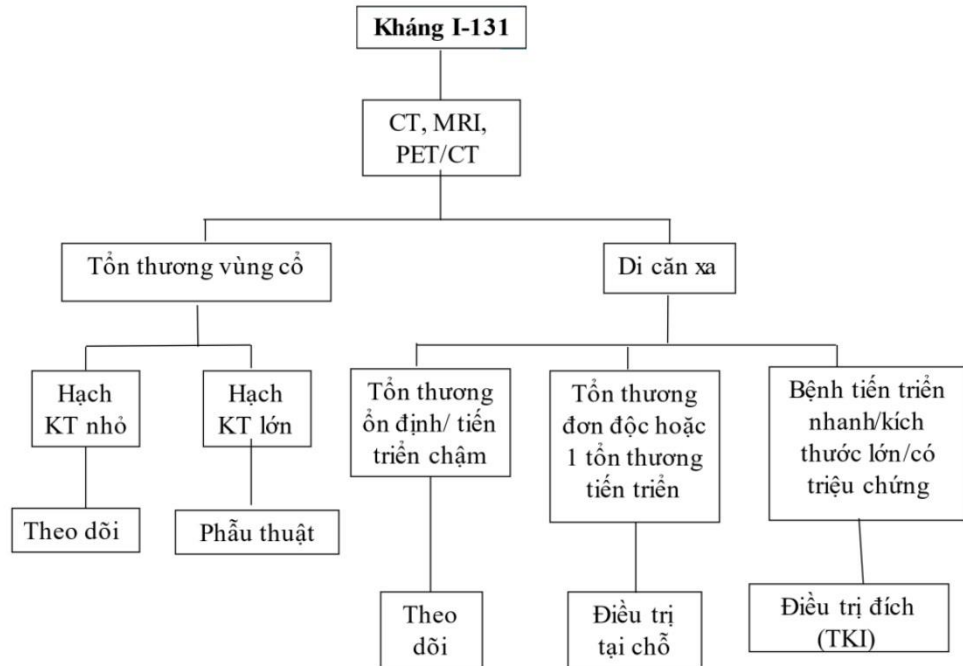 Kháng I-131
CT, MRI,
PET/CT
Tổn thương vùng cổ
Di căn xa
Hạch
KT nhỏ
Hạch
KT lớn
Tổn thương
ổn định/ tiến
triển chậm
Tổn thương
đơn độc hoặc
1 tổn thương
tiến triển
Bệnh tiến triển
nhanh/kích
thước lớn/có
triệu chứng
Theo dõi
Phẫu thuật
Theo
dõi
Điều trị
tại chỗ
Điều trị đích
(TKI)